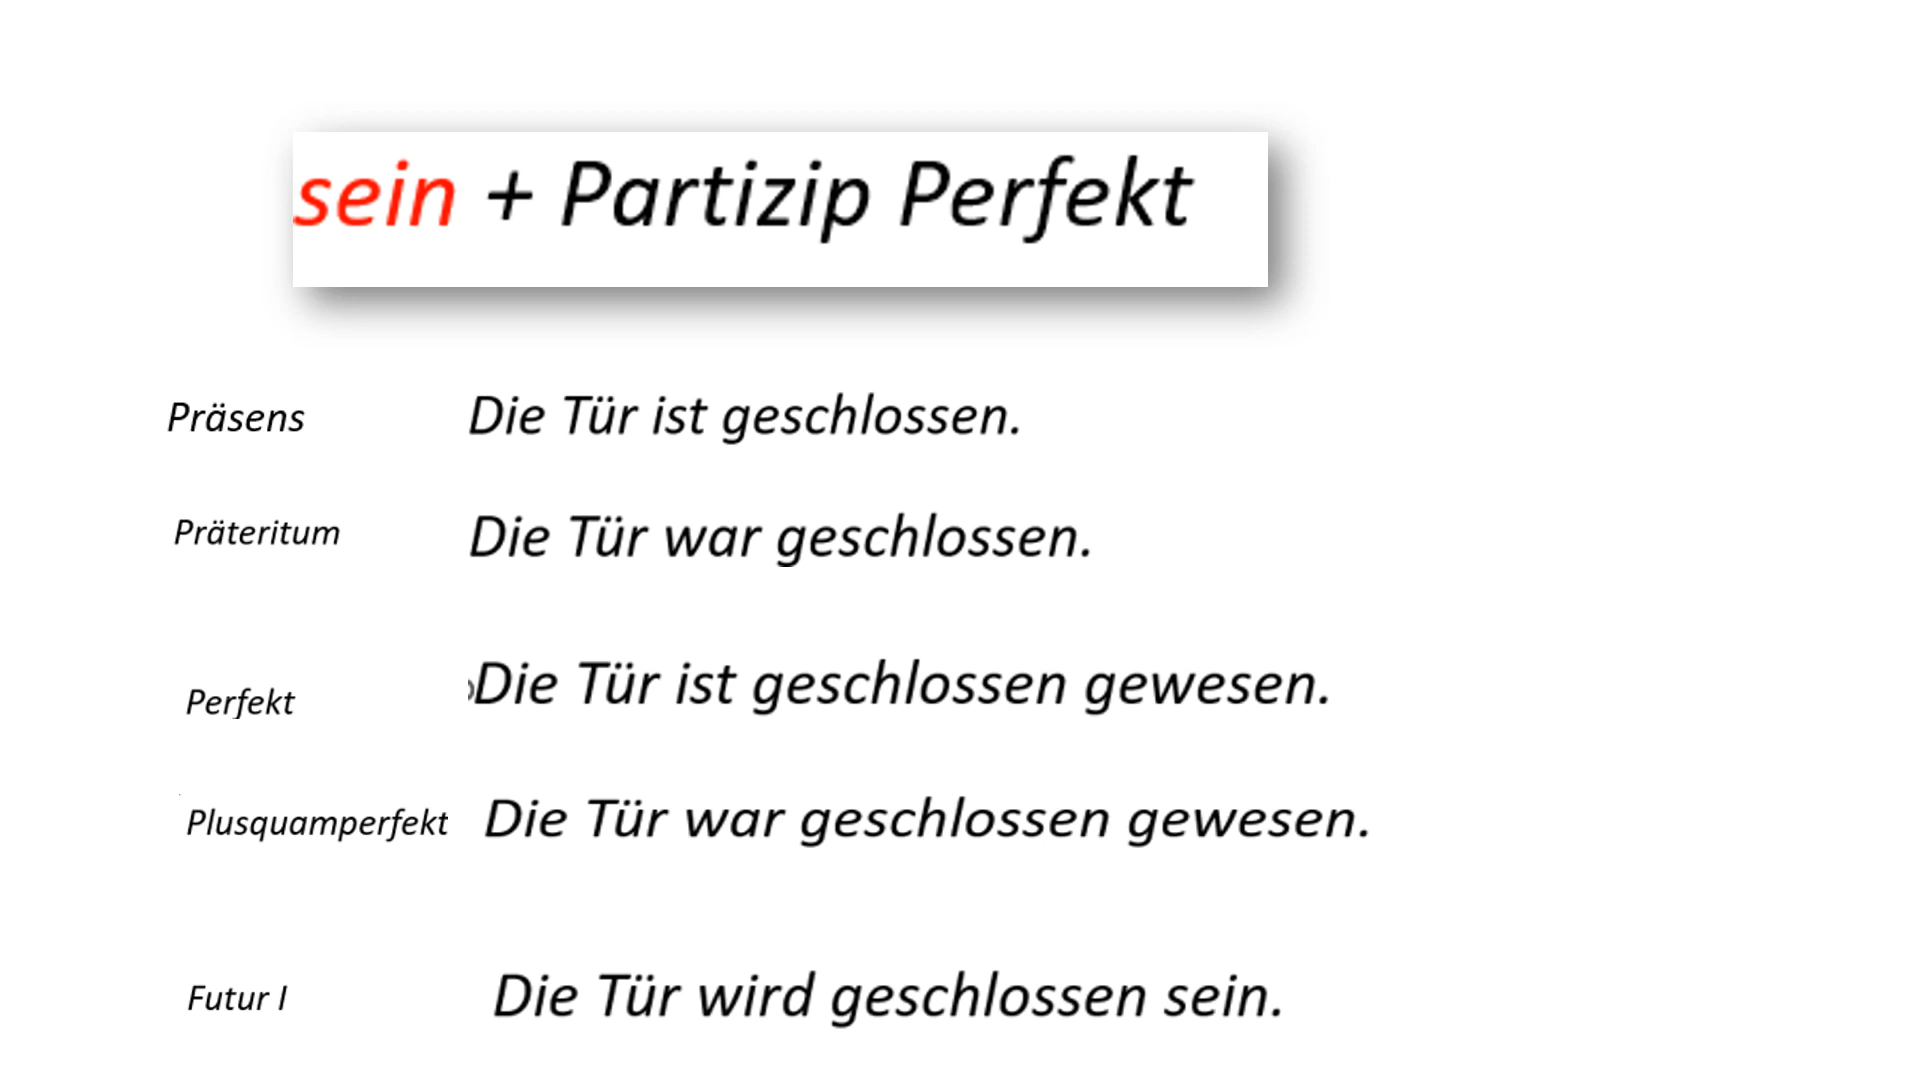 sein + Partizip Perfekt
Präsens Die Tür ist geschlossen.
Präteritum Die Tür war geschlossen.
Perfekt Die Tür ist geschlossen gewesen.
Plusquamperfekt Die Tür war geschlossen gewesen.
Futur I Die Tür wird geschlossen sein.